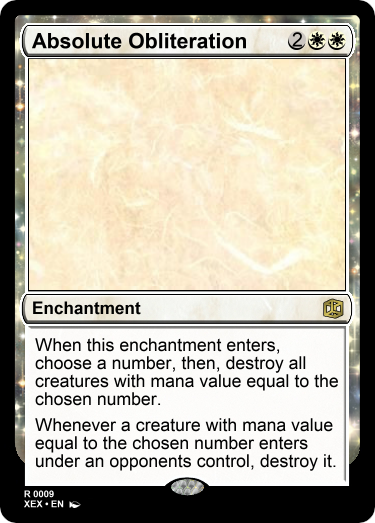 Absolute Obliteration 2
Enchantment
When this enchantment enters,
choose a number, then, destroy all
creatures with mana value equal to the
chosen number.
Whenever a creature with mana value
equal to the chosen number enters
under an opponents control, destroy it.
R 0009
XEX • EN